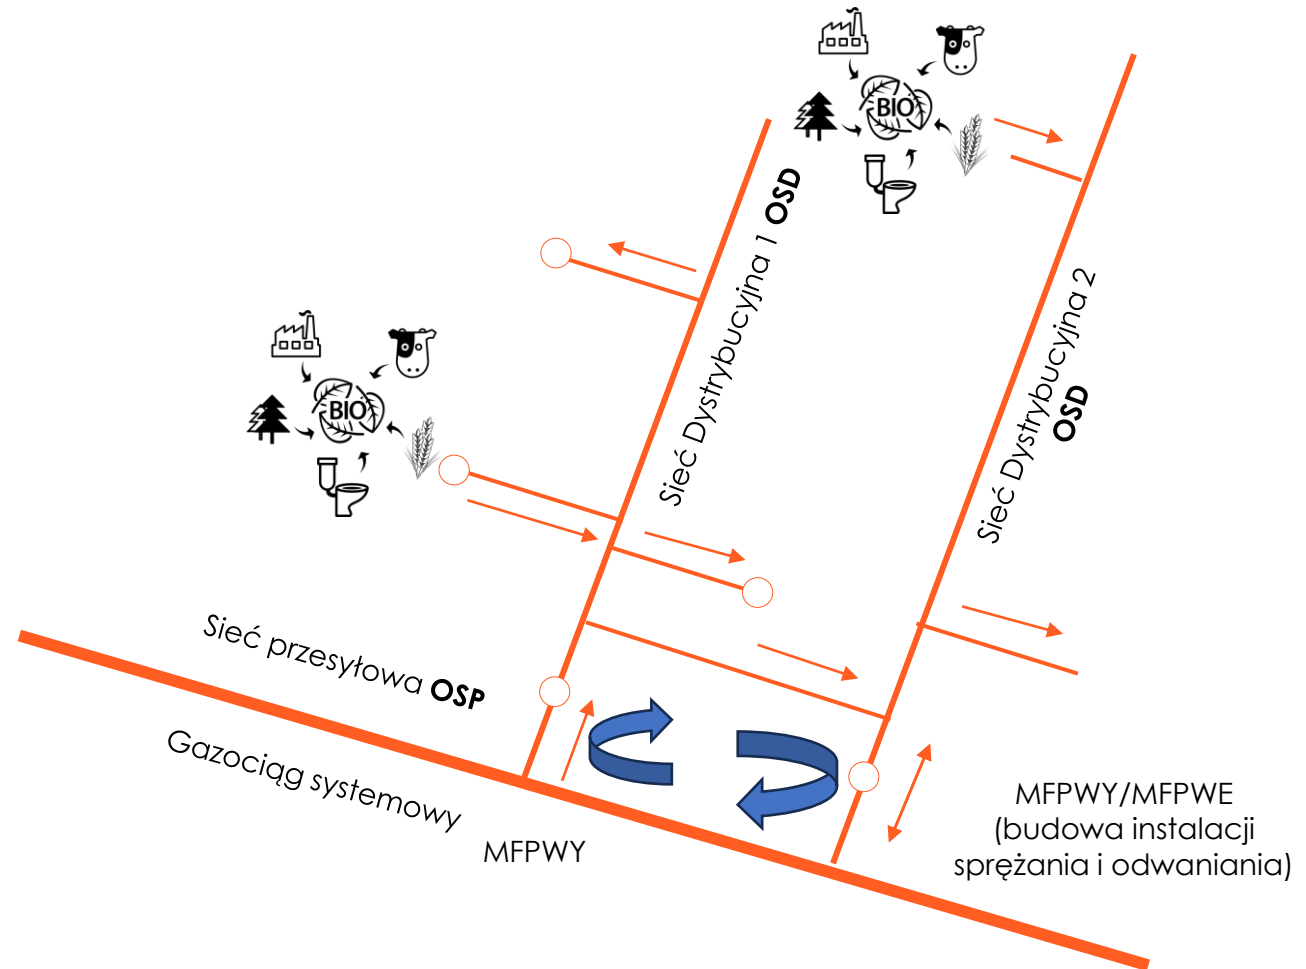 BIO
Sieć Dystrybucyjna 1 OSD
Sieć Dystrybucyjna 2
OSD
BIO
Sieć przesyłowa OSP
Gazociąg systemowy
MFPWY
MFPWY/MFPWE
(budowa instalacji
sprężania i odwaniania)